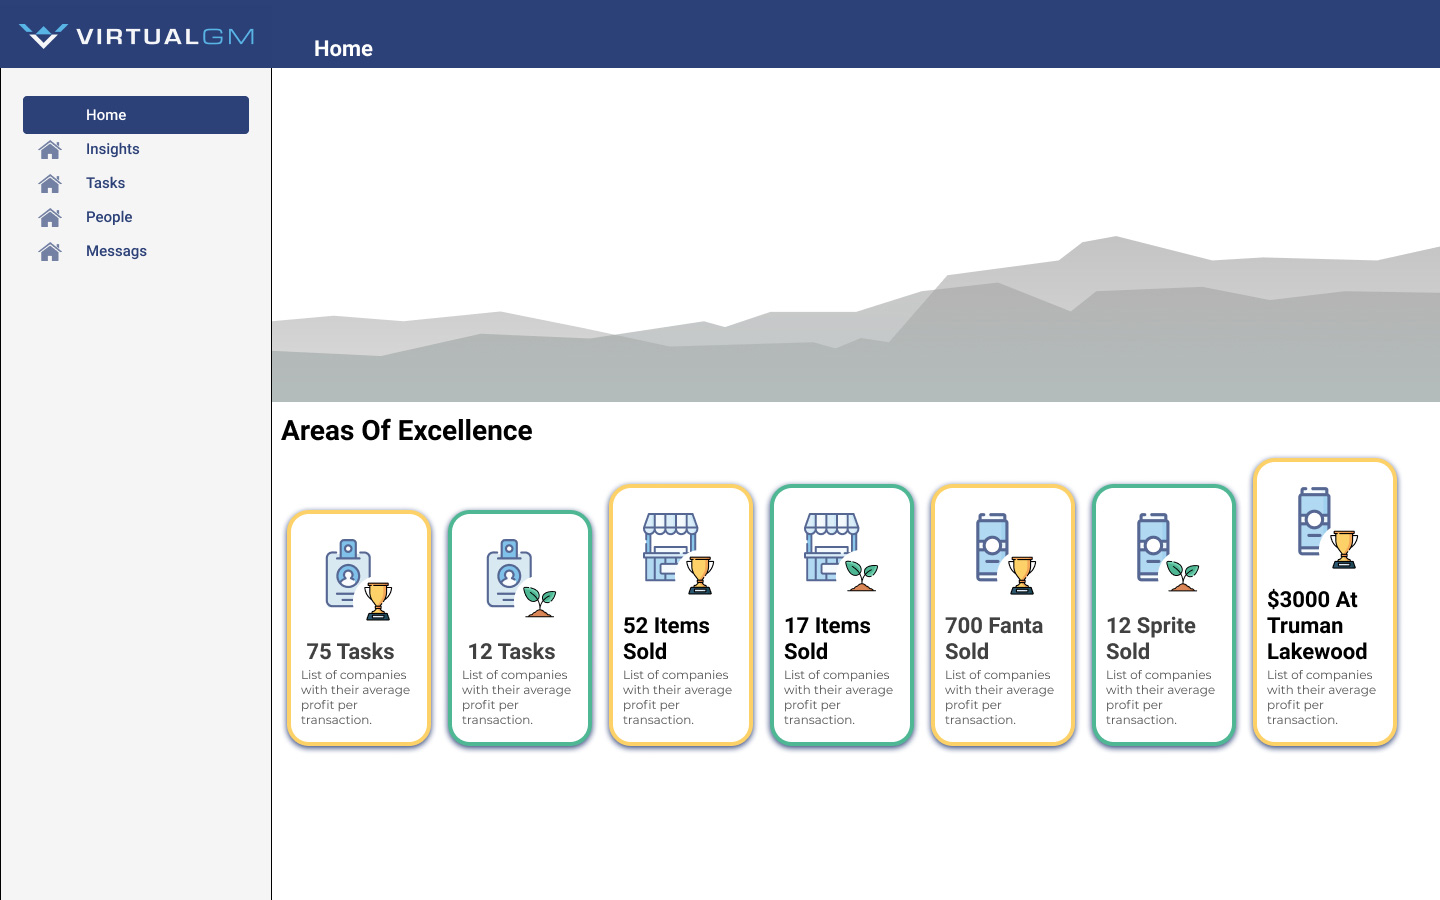 VIRTUALGM
Home
Home
Insights
Tasks
People
Messags
Areas Of Excellence
75 Tasks
List of companies
with their average
profit per
transaction.
12 Tasks
List of companies
with their average
profit per
transaction.
52 Items
Sold
List of companies
with their average
profit per
transaction.
17 Items
Sold
List of companies
with their average
profit per
transaction.
700 Fanta
Sold
List of companies
with their average
profit per
transaction.
12 Sprite
Sold
List of companies
with their average
profit per
transaction.
$3000 At
Truman
Lakewood
List of companies
with their average
profit per
transaction.